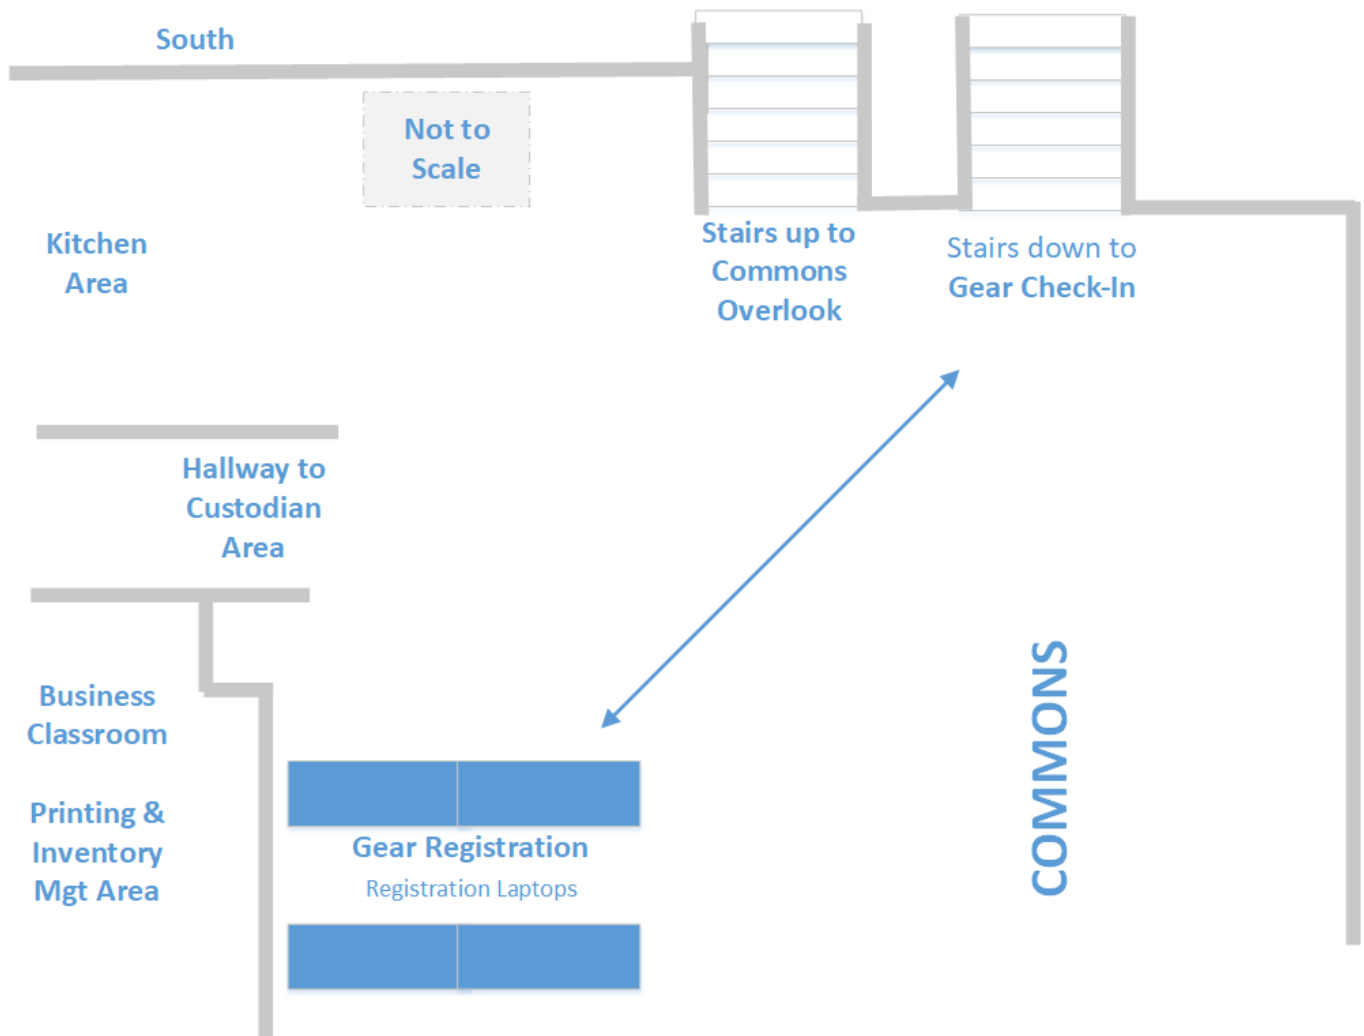 South
Not to
Scale
Kitchen
Area
Stairs up to
Commons
Overlook
Stairs down to
Gear Check-In
Hallway to
Custodian
Area
Business
Classroom
Printing &
Inventory
Mgt Area
Gear Registration
Registration Laptops
COMMONS